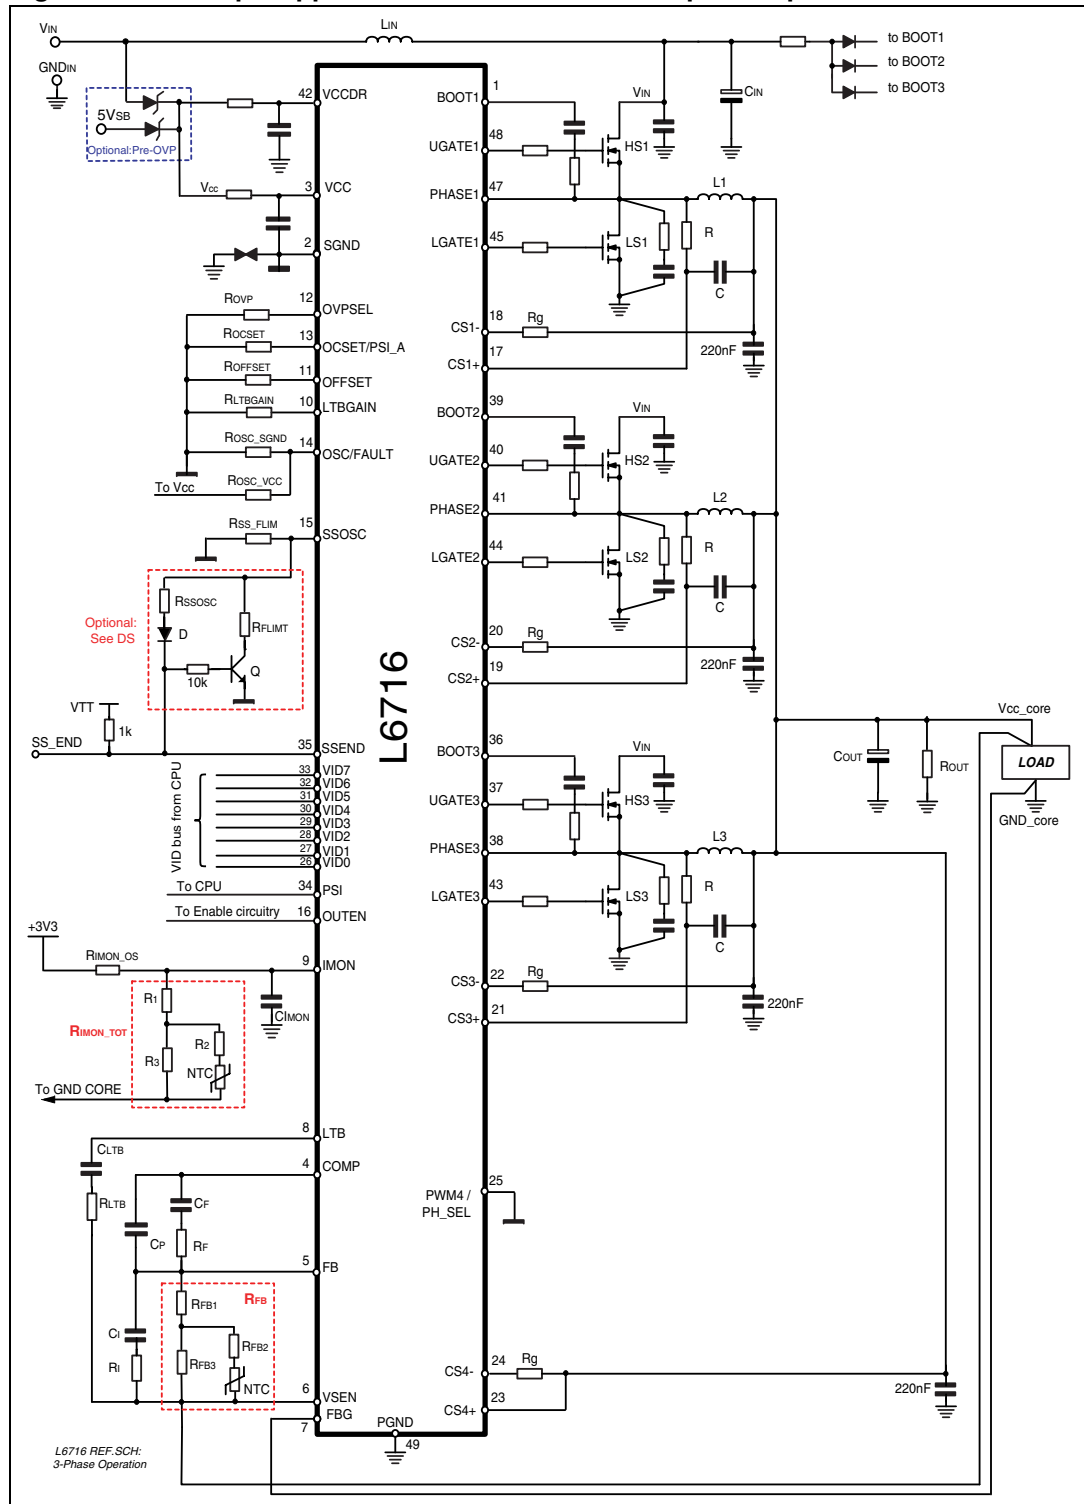 VIN
LIN
to BOOT1
to BOOT2
to BOOT3
GNDIN
5VSB
Optional:Pre-OVP
42 VCCDR
Vcc
3 VCC
2 SGND
ROVP
12 OVPSEL
ROCSET
13 OCSET/PSI_A
ROFFSET
11 OFFSET
RLTBGAIN
10 LTBGAIN
ROSC_SGND
14 OSC/FAULT
To Vcc
ROSC_VCC
RSS_FLIM
15 SSOSC
Optional:
See DS
RSSOSC
RFLIMT
D
Q
10k
VTT
1k
SS_END
35 SSEND
VID bus from CPU
33 VID7
32 VID6
31 VID5
30 VID4
29 VID3
28 VID2
27 VID1
26 VID0
To CPU
34 PSI
To Enable circuitry
16 OUTEN
+3V3
RIMON_OS
9 IMON
R1
CIMON
RIMON_TOT
R2
R3
NTC
To GND CORE
8 LTB
CLTB
4 COMP
RLTB
CF
CP
RF
5 FB
RFB1
RFB
CI
RFB2
RI
RFB3
NTC
6 VSEN
FBG
7
PGND
49
L6716 REF.SCH:
3-Phase Operation
L6716
BOOT1 1
VIN
CIN
UGATE1 48
HS1
PHASE1 47
L1
LGATE1 45
LS1
R
C
CS1- 18
Rg
CS1+ 17
220nF
BOOT2 39
VIN
UGATE2 40
HS2
PHASE2 41
L2
LGATE2 44
LS2
R
C
CS2- 20
Rg
CS2+ 19
220nF
BOOT3 36
VIN
UGATE3 37
HS3
PHASE3 38
L3
LGATE3 43
LS3
R
C
CS3- 22
Rg
CS3+ 21
220nF
Vcc_core
COUT
ROUT
LOAD
GND_core
PWM4 /
PH_SEL
25
CS4- 24
Rg
CS4+ 23
220nF